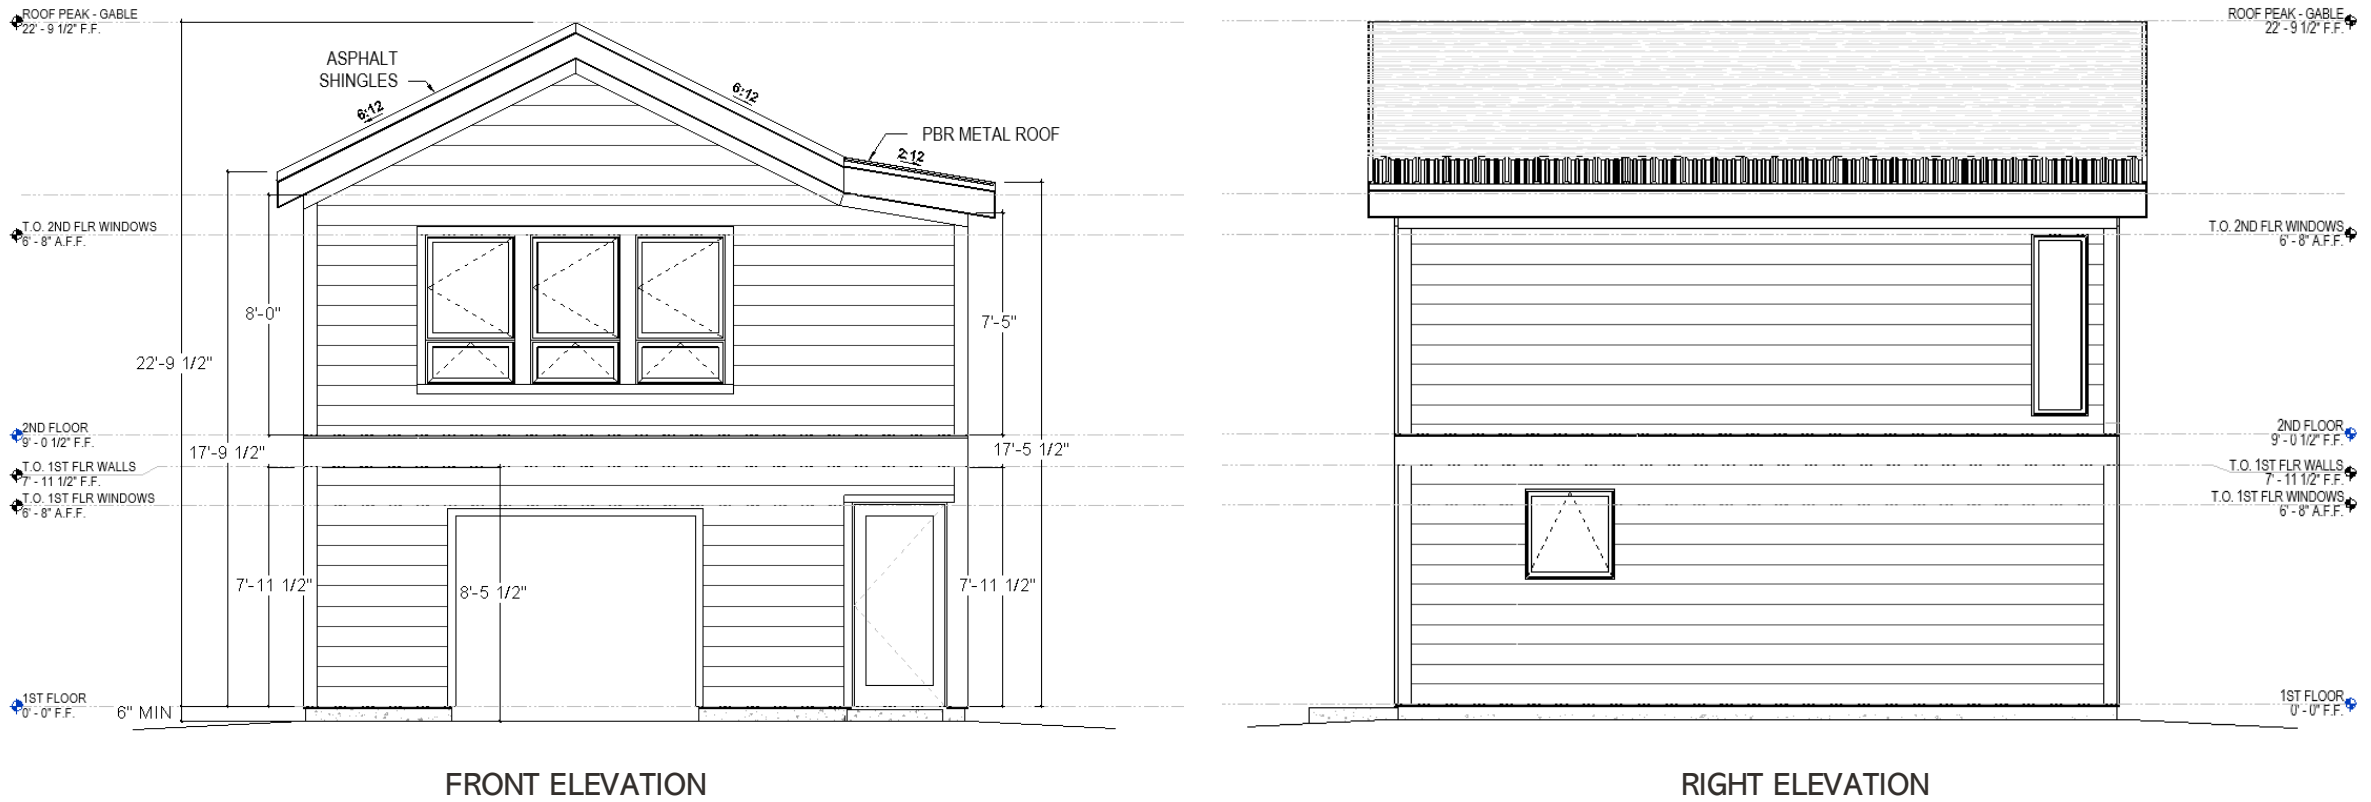 ROOF PEAK - GABLE
22' - 9 1/2" F.F.
ASPHALT
SHINGLES
6:12
6:12
PBR METAL ROOF
2:12
T.O. 2ND FLR WINDOWS
6' - 8" A.F.F.
8'-0"
7'-5"
22'-9 1/2"
2ND FLOOR
9' - 0 1/2" F.F.
17'-9 1/2"
17'-5 1/2"
T.O. 1ST FLR WALLS
7' - 11 1/2" F.F.
T.O. 1ST FLR WINDOWS
6' - 8" A.F.F.
7'-11 1/2"
8'-5 1/2"
7'-11 1/2"
1ST FLOOR
0' - 0" F.F.
6" MIN
FRONT ELEVATION
ROOF PEAK - GABLE
22' - 9 1/2" F.F.
T.O. 2ND FLR WINDOWS
6' - 8" A.F.F.
2ND FLOOR
9' - 0 1/2" F.F.
T.O. 1ST FLR WALLS
7' - 11 1/2" F.F.
T.O. 1ST FLR WINDOWS
6' - 8" A.F.F.
1ST FLOOR
0' - 0" F.F.
RIGHT ELEVATION